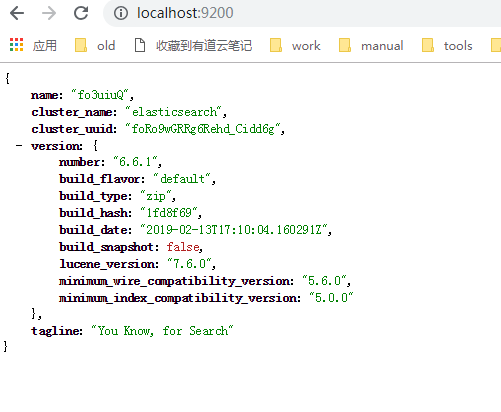 localhost:9200
应用 old 收藏到有道云笔记 work manual tools
{
name: "fo3uiuQ",
cluster_name: "elasticsearch",
cluster_uuid: "foRo9wGRRg6Rehd_Cidd6g",
- version: {
number: "6.6.1",
build_flavor: "default",
build_type: "zip",
build_hash: "1fd8f69",
build_date: "2019-02-13T17:10:04.160291Z",
build_snapshot: false,
lucene_version: "7.6.0",
minimum_wire_compatibility_version: "5.6.0",
minimum_index_compatibility_version: "5.0.0"
},
tagline: "You Know, for Search"
}